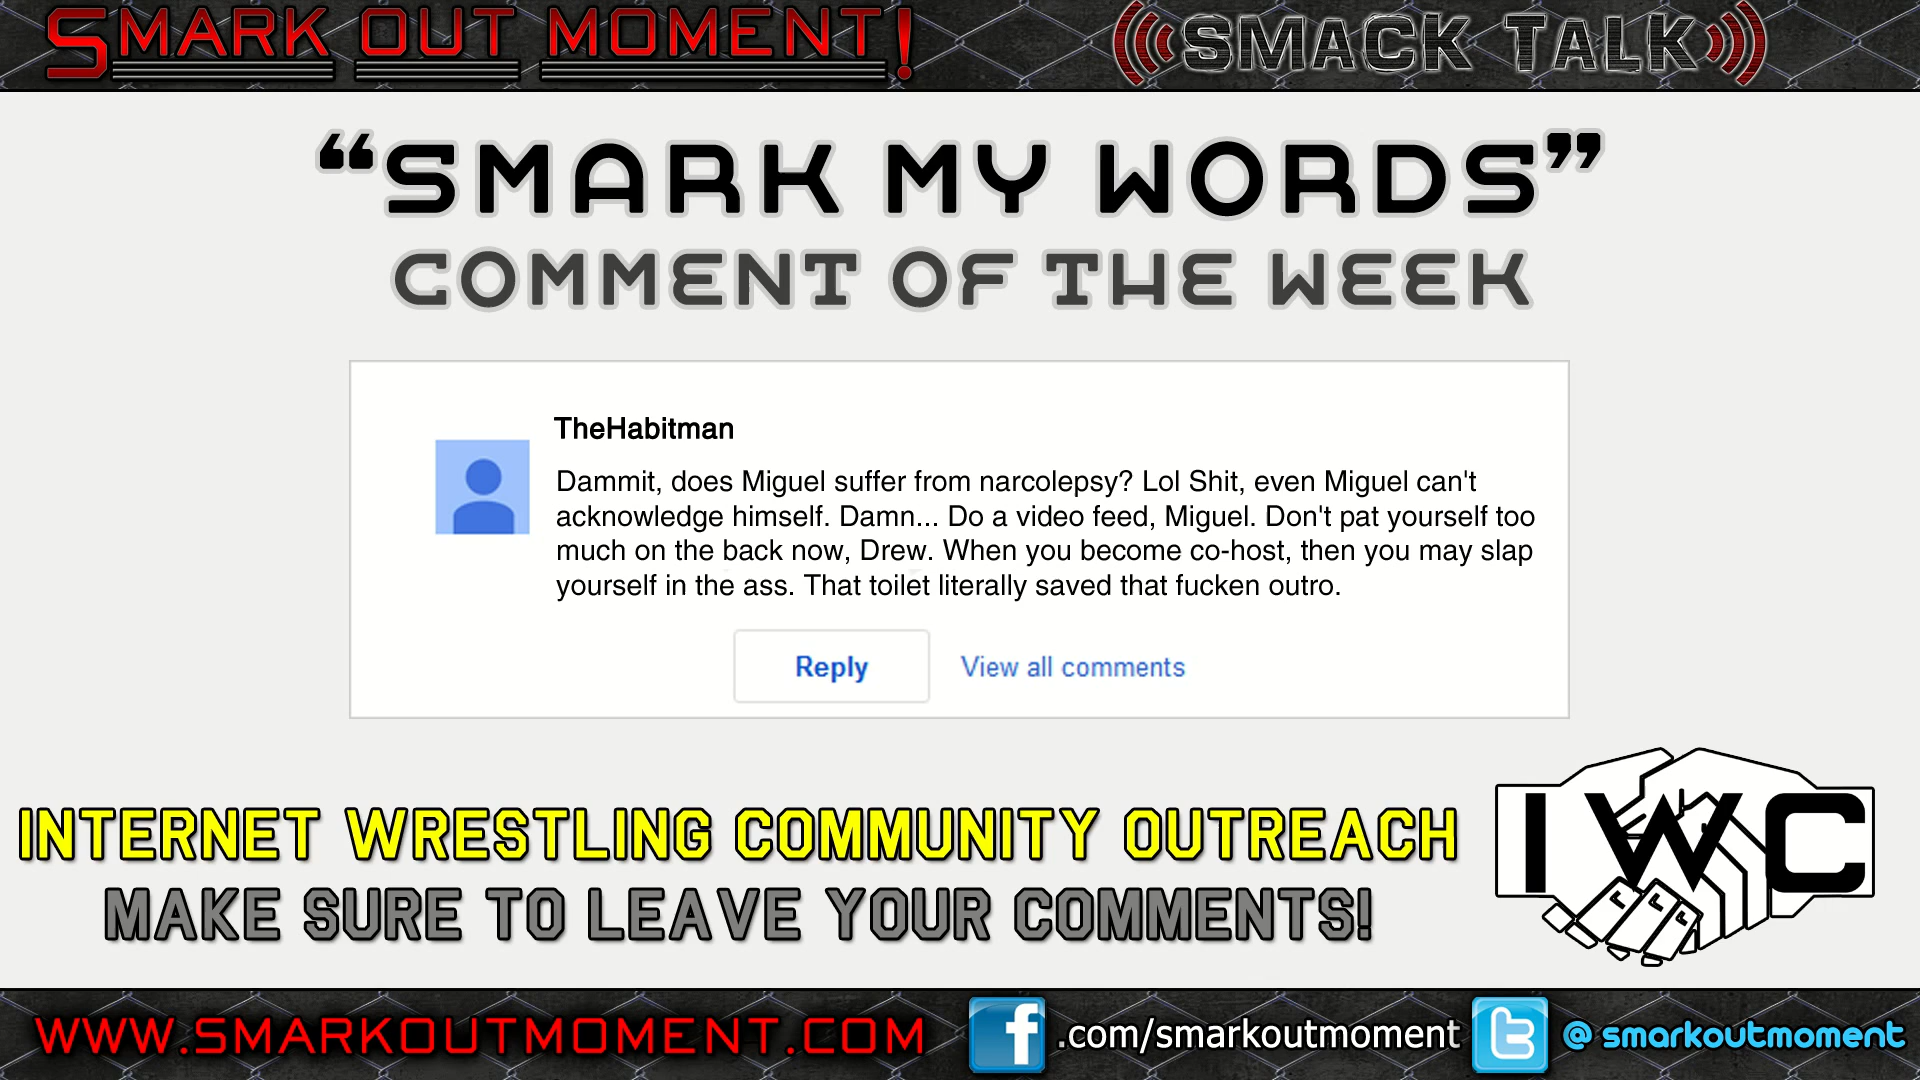 SMARK OUT MOMENT!
SMACK TALK
“SMARK MY WORDS”
COMMENT OF THE WEEK
TheHabitman
Dammit, does Miguel suffer from narcolepsy? Lol Shit, even Miguel can't
acknowledge himself. Damn... Do a video feed, Miguel. Don't pat yourself too
much on the back now, Drew. When you become co-host, then you may slap
yourself in the ass. That toilet literally saved that fucken outro.
Reply
View all comments
IWC
INTERNET WRESTLING COMMUNITY OUTREACH
MAKE SURE TO LEAVE YOUR COMMENTS!
WWW.SMARKOUTMOMENT.COM
f .com/smarkoutmoment
t @ smarkoutmoment